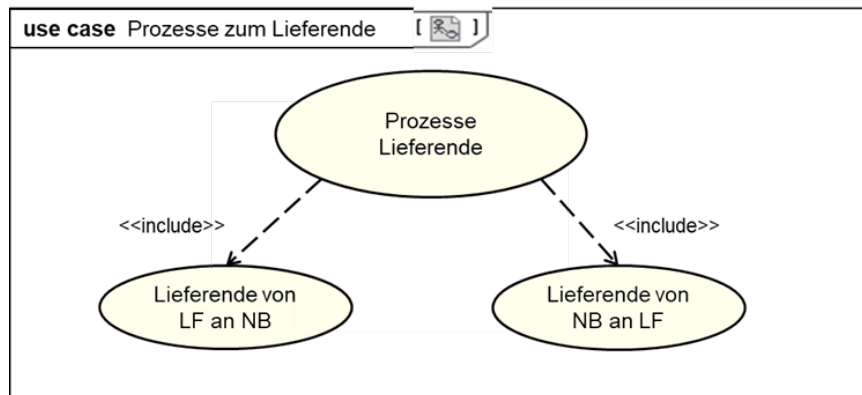 use case Prozesse zum Lieferende [ ]
Prozesse
Lieferende
<<include>>
<<include>>
Lieferende von
LF an NB
Lieferende von
NB an LF